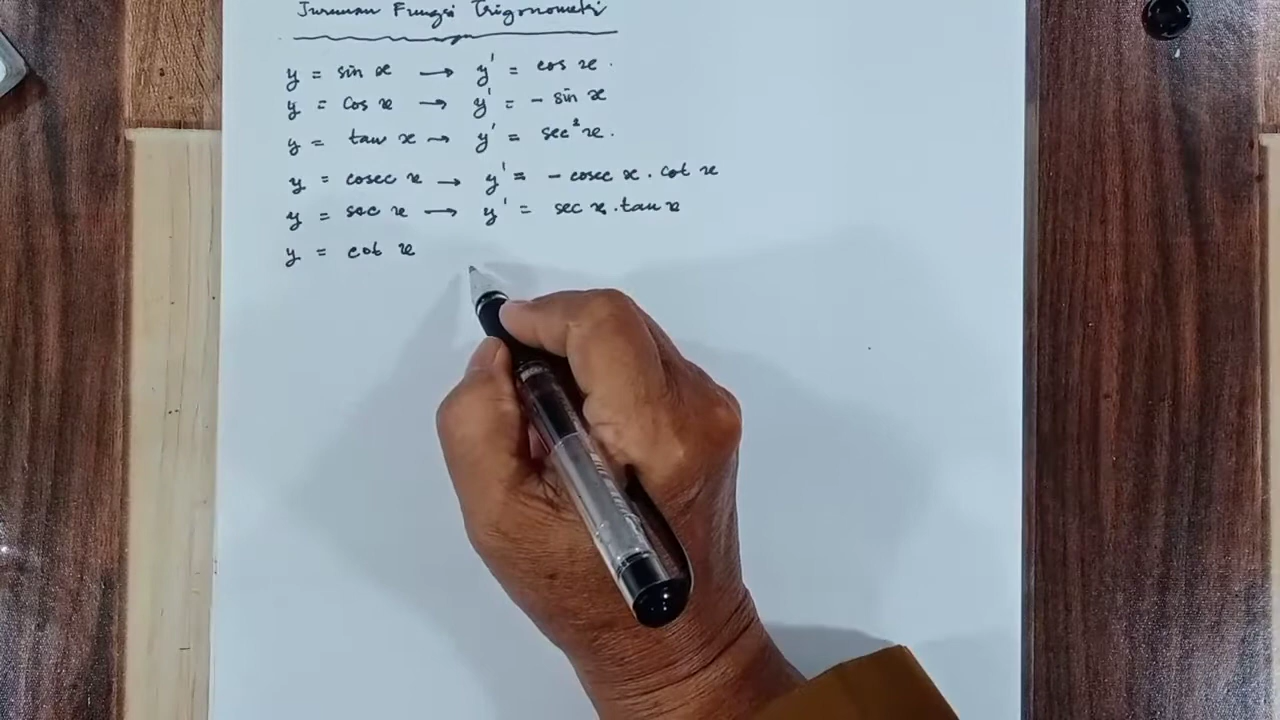 Turunan Fungsi Trigonometri
y = sin x → y' = cos x.
y = cos x → y' = - sin x
y = tan x → y' = sec² x.
y = cosec x → y' = - cosec x . cot x
y = sec x → y' = sec x . tan x
y = cot x